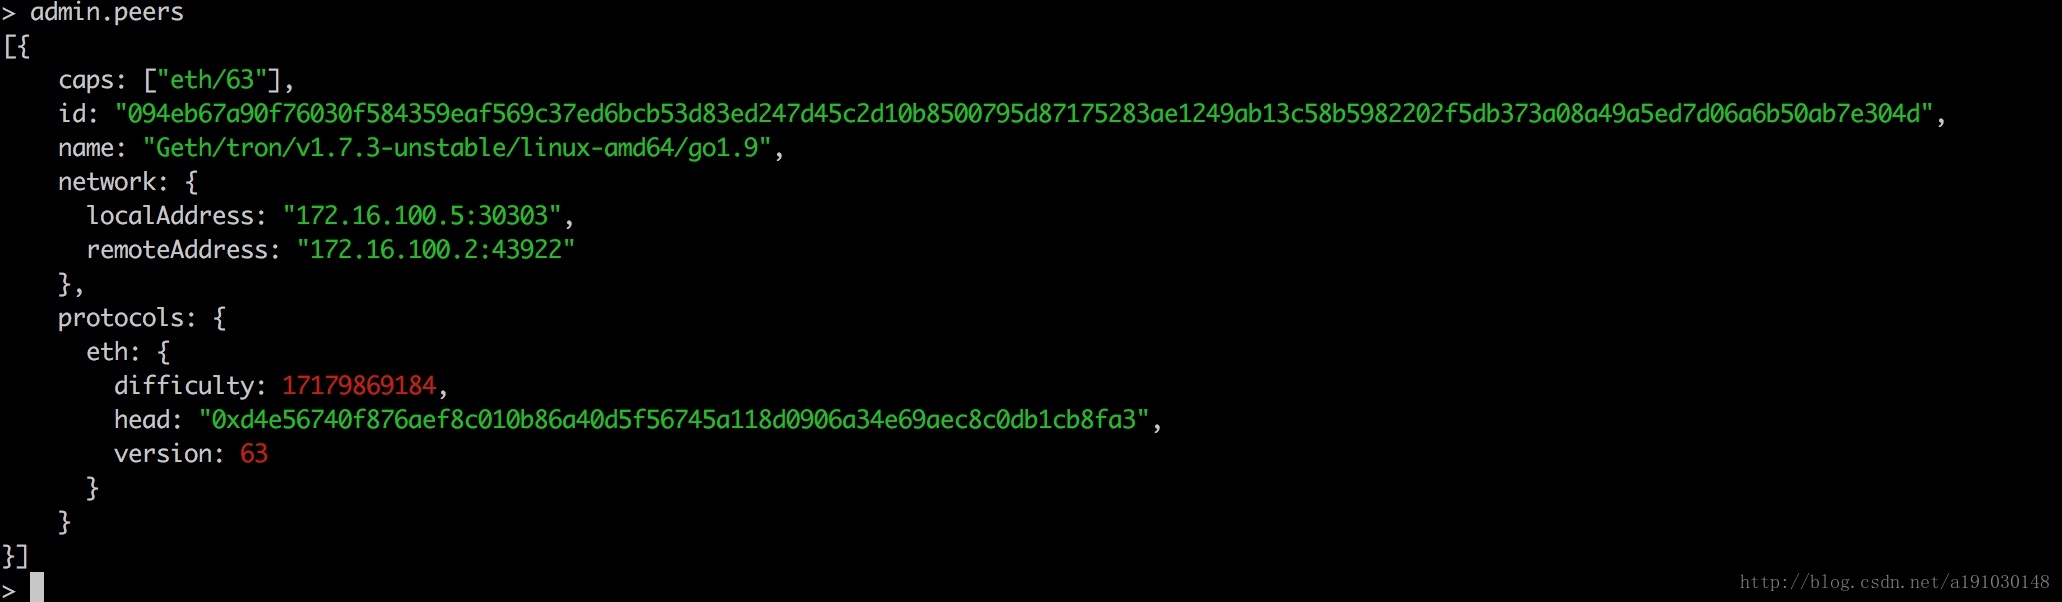 > admin.peers
[{
    caps: ["eth/63"],
    id: "094eb67a90f76030f584359eaf569c37ed6bcb53d83ed247d45c2d10b8500795d87175283ae1249ab13c58b5982202f5db373a08a49a5ed7d06a6b50ab7e304d",
    name: "Geth/tron/v1.7.3-unstable/linux-amd64/go1.9",
    network: {
      localAddress: "172.16.100.5:30303",
      remoteAddress: "172.16.100.2:43922"
    },
    protocols: {
      eth: {
        difficulty: 17179869184,
        head: "0xd4e56740f876aef8c010b86a40d5f56745a118d0906a34e69aec8c0db1cb8fa3",
        version: 63
      }
    }
}]
>
http://blog.csdn.net/a191030148